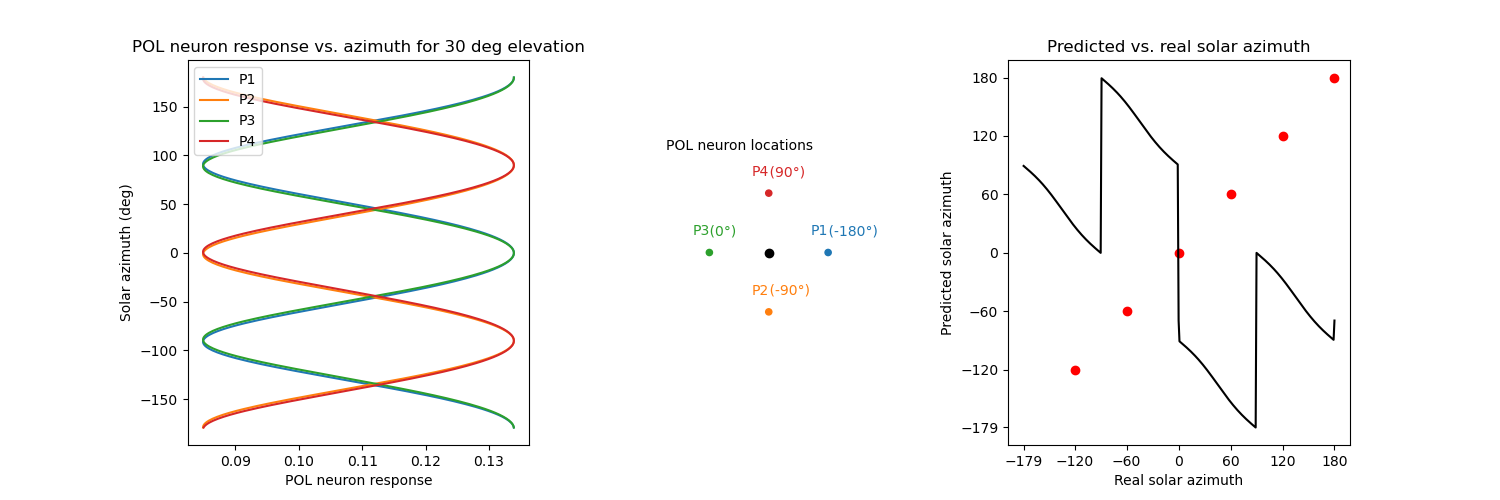 POL neuron response vs. azimuth for 30 deg elevation
P1
P2
P3
P4
150
100
50
0
−50
−100
−150
Solar azimuth (deg)
0.09 0.10 0.11 0.12 0.13
POL neuron response
POL neuron locations
P4(90°)
P3(0°)
P1(-180°)
P2(-90°)
Predicted vs. real solar azimuth
180
120
60
0
−60
−120
−179
Predicted solar azimuth
−179 −120 −60 0 60 120 180
Real solar azimuth